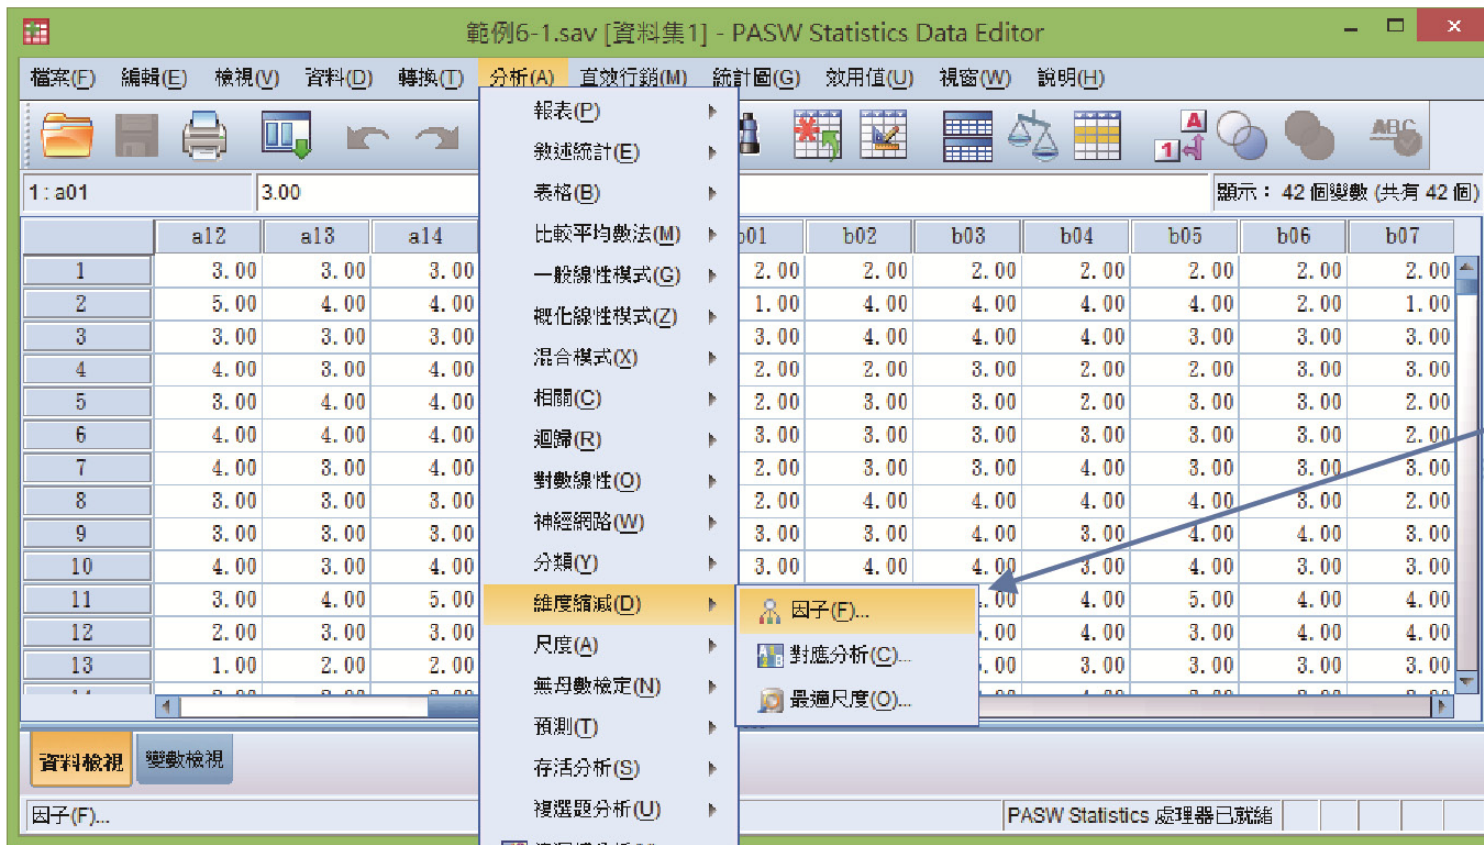 範例6-1.sav [資料集1] - PASW Statistics Data Editor
檔案(F) 編輯(E) 檢視(V) 資料(D) 轉換(T) 分析(A) 直效行銷(M) 統計圖(G) 效用值(U) 視窗(W) 說明(H)
1 : a01 3.00 顯示： 42 個變數 (共有 42 個)
報表(P)
敘述統計(E)
表格(B)
比較平均數法(M)
一般線性模式(G)
概化線性模式(Z)
混合模式(X)
相關(C)
迴歸(R)
對數線性(O)
神經網路(W)
分類(Y)
維度縮減(D)
尺度(A)
無母數檢定(N)
預測(T)
存活分析(S)
複選題分析(U)
因子(F)...
對應分析(C)...
最適尺度(O)...
a12 a13 a14 b01 b02 b03 b04 b05 b06 b07
1 3.00 3.00 3.00 2.00 2.00 2.00 2.00 2.00 2.00 2.00
2 5.00 4.00 4.00 1.00 4.00 4.00 4.00 4.00 2.00 1.00
3 3.00 3.00 3.00 3.00 4.00 4.00 4.00 3.00 3.00 3.00
4 4.00 3.00 4.00 2.00 2.00 3.00 2.00 2.00 3.00 3.00
5 3.00 4.00 4.00 2.00 3.00 3.00 2.00 3.00 3.00 2.00
6 4.00 4.00 4.00 3.00 3.00 3.00 3.00 3.00 3.00 2.00
7 4.00 3.00 4.00 2.00 3.00 3.00 4.00 3.00 3.00 3.00
8 3.00 3.00 3.00 2.00 4.00 4.00 4.00 4.00 3.00 2.00
9 3.00 3.00 3.00 3.00 3.00 4.00 3.00 4.00 4.00 3.00
10 4.00 3.00 4.00 3.00 4.00 4.00 3.00 4.00 3.00 3.00
11 3.00 4.00 5.00 .00 4.00 5.00 4.00 4.00
12 2.00 3.00 3.00 .00 4.00 3.00 4.00 4.00
13 1.00 2.00 2.00 .00 3.00 3.00 3.00 3.00
資料檢視 變數檢視
因子(F)... PASW Statistics 處理器已就緒